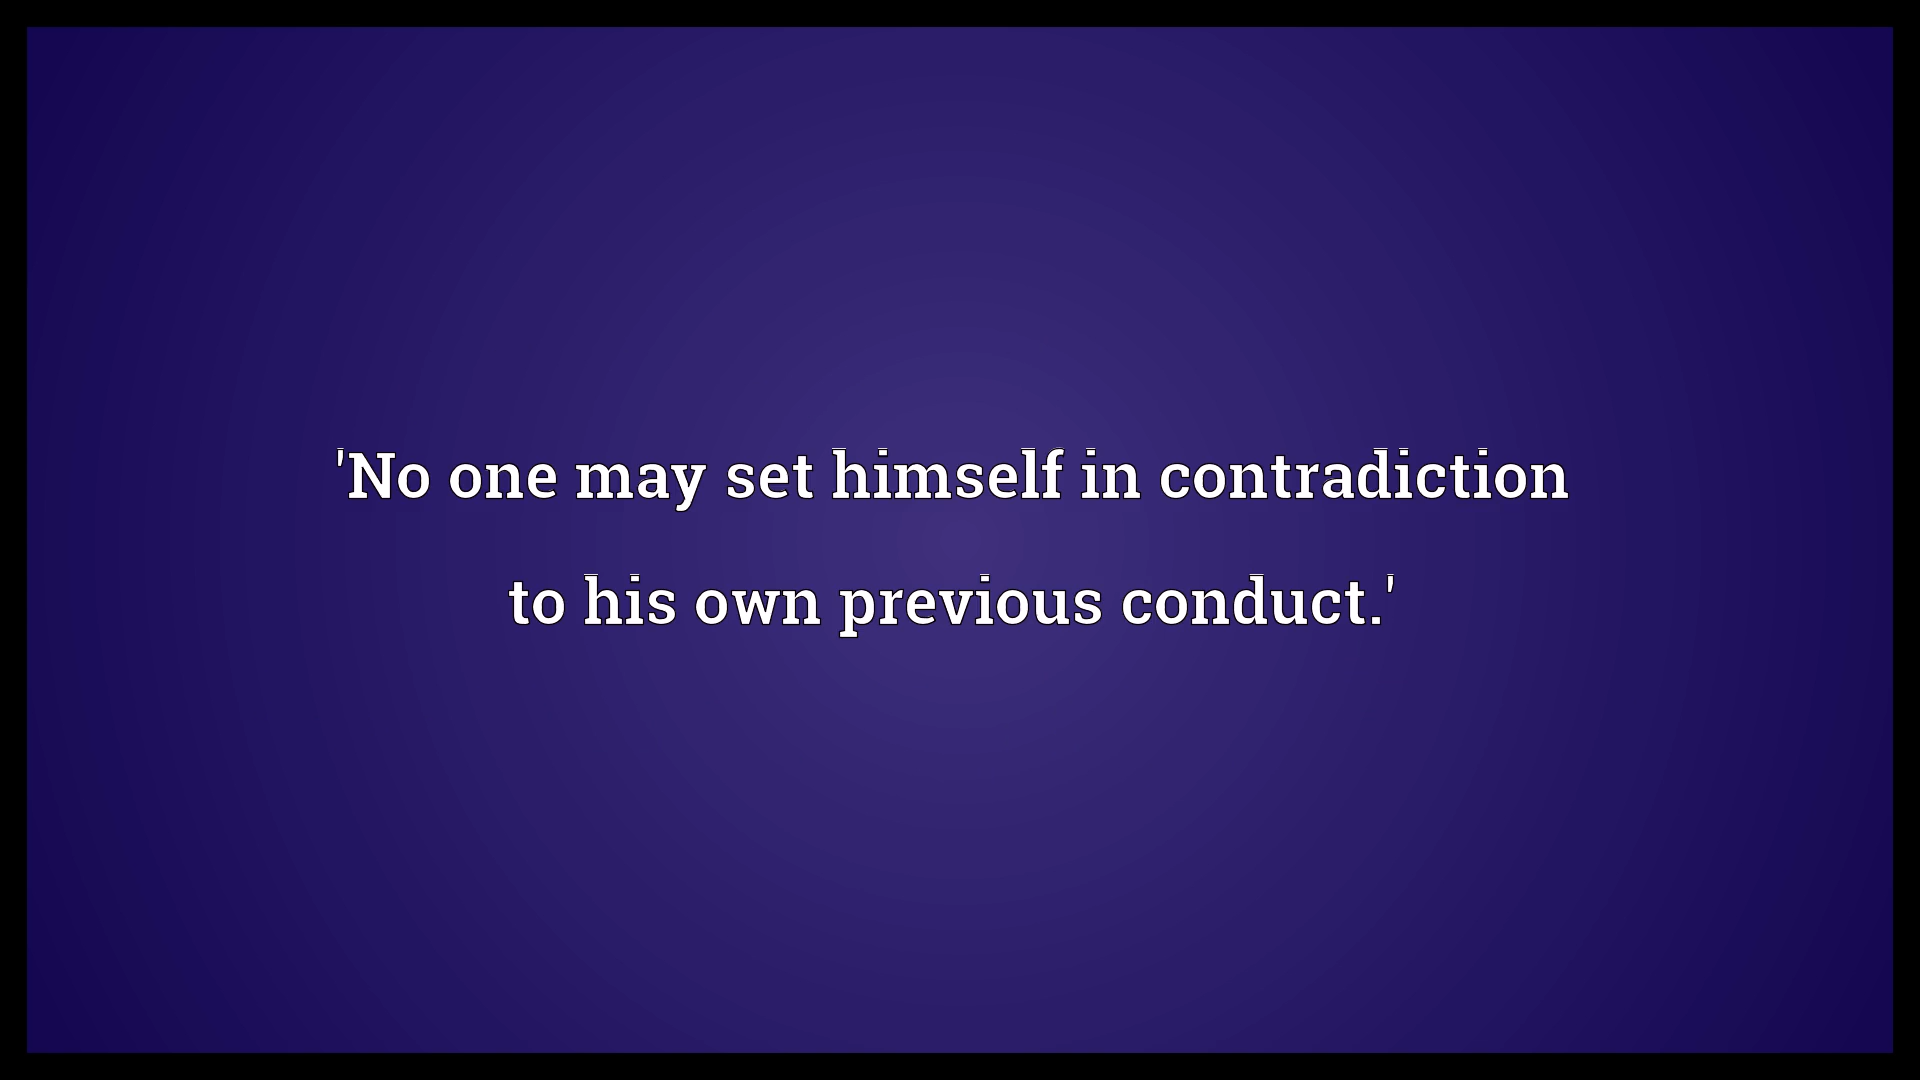 'No one may set himself in contradiction
to his own previous conduct.'